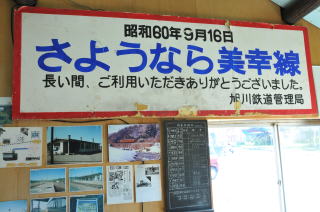 昭和60年9月16日
さようなら美幸線
長い間、ご利用いただきありがとうございました。
旭川鉄道管理局